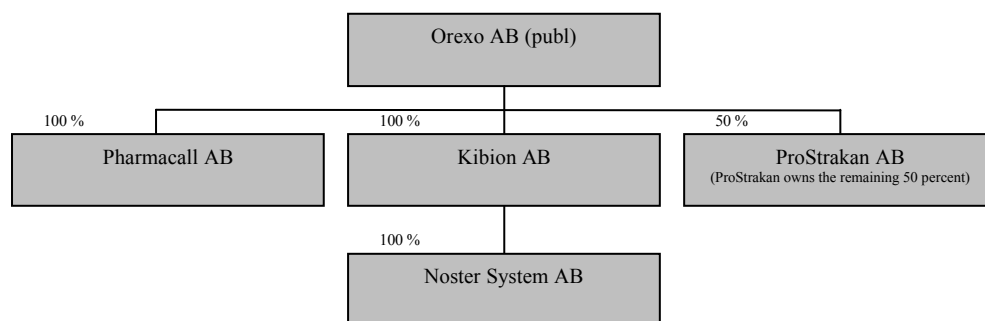 Orexo AB (publ)
100 %
100 %
50 %
Pharmacall AB
Kibion AB
ProStrakan AB
(ProStrakan owns the remaining 50 percent)
100 %
Noster System AB